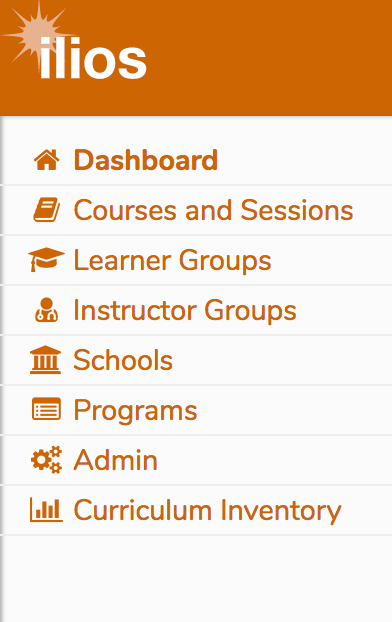 ilios
Dashboard
Courses and Sessions
Learner Groups
Instructor Groups
Schools
Programs
Admin
Curriculum Inventory